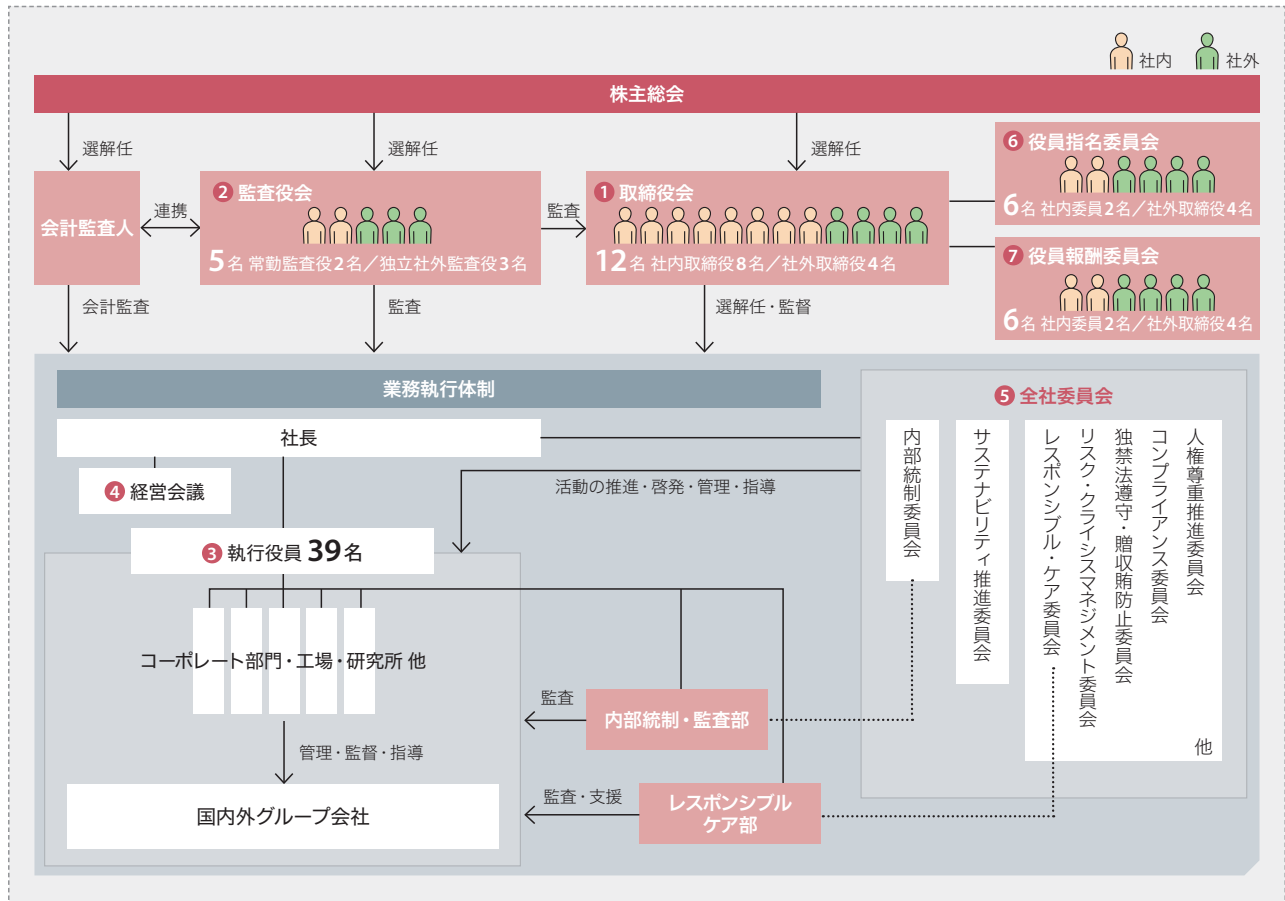 社内
社外
株主総会
選解任
選解任
選解任
会計監査人
連携
❷ 監査役会
5名 常勤監査役2名／独立社外監査役3名
監査
❶ 取締役会
12名 社内取締役8名／社外取締役4名
❻ 役員指名委員会
6名 社内委員2名／社外取締役4名
❼ 役員報酬委員会
6名 社内委員2名／社外取締役4名
会計監査
監査
選解任・監督
業務執行体制
社長
❹ 経営会議
❸ 執行役員 39名
活動の推進・啓発・管理・指導
コーポレート部門・工場・研究所 他
管理・監督・指導
国内外グループ会社
監査
内部統制・監査部
監査・支援
レスポンシブル
ケア部
❺ 全社委員会
内部統制委員会
サステナビリティ推進委員会
レスポンシブル・ケア委員会
リスク・クライシスマネジメント委員会
独禁法遵守・贈収賄防止委員会
コンプライアンス委員会
人権尊重推進委員会
他